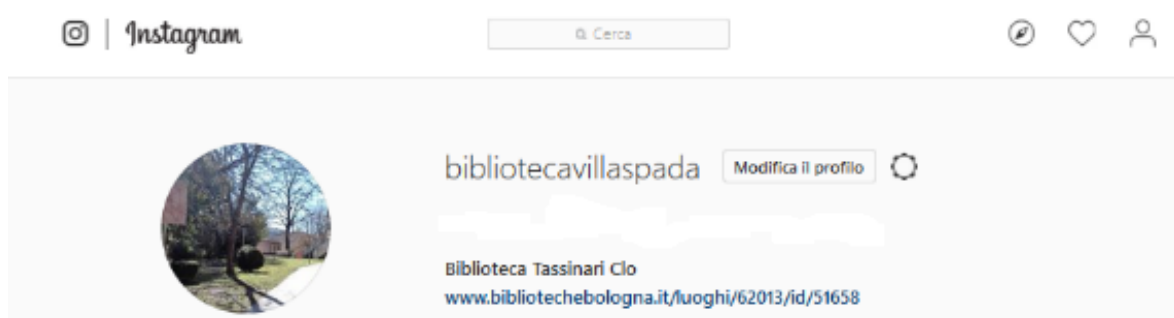 Instagram
Cerca
bibliotecavillaspada Modifica il profilo
Biblioteca Tassinari Clo
www.bibliotechebologna.it/luoghi/62013/id/51658